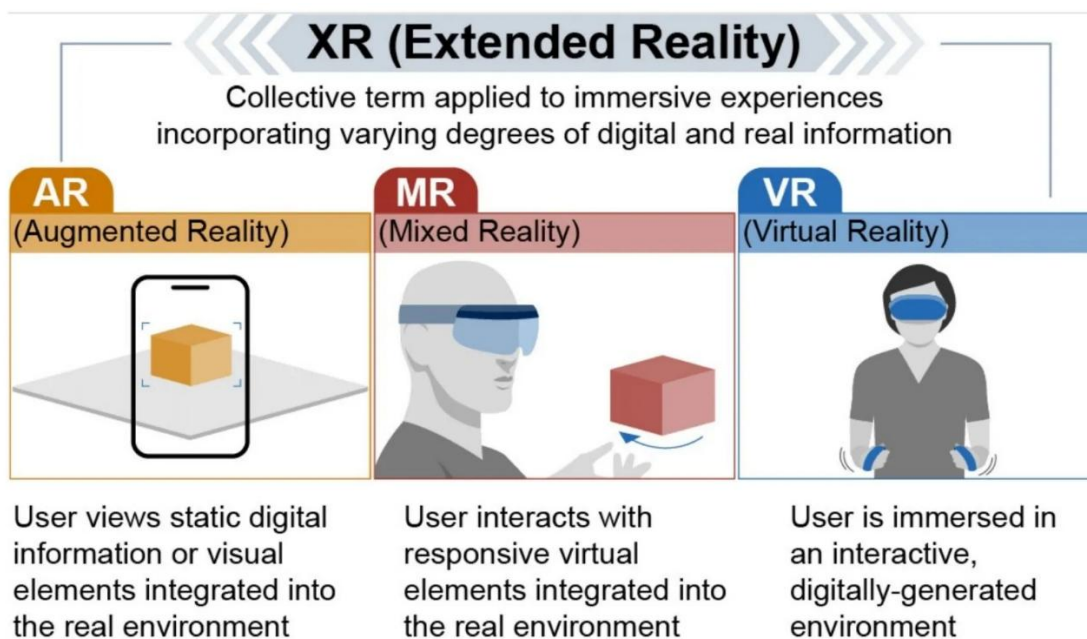 XR (Extended Reality)
Collective term applied to immersive experiences
incorporating varying degrees of digital and real information
AR
(Augmented Reality)
MR
(Mixed Reality)
VR
(Virtual Reality)
User views static digital
information or visual
elements integrated into
the real environment
User interacts with
responsive virtual
elements integrated into
the real environment
User is immersed in
an interactive,
digitally-generated
environment